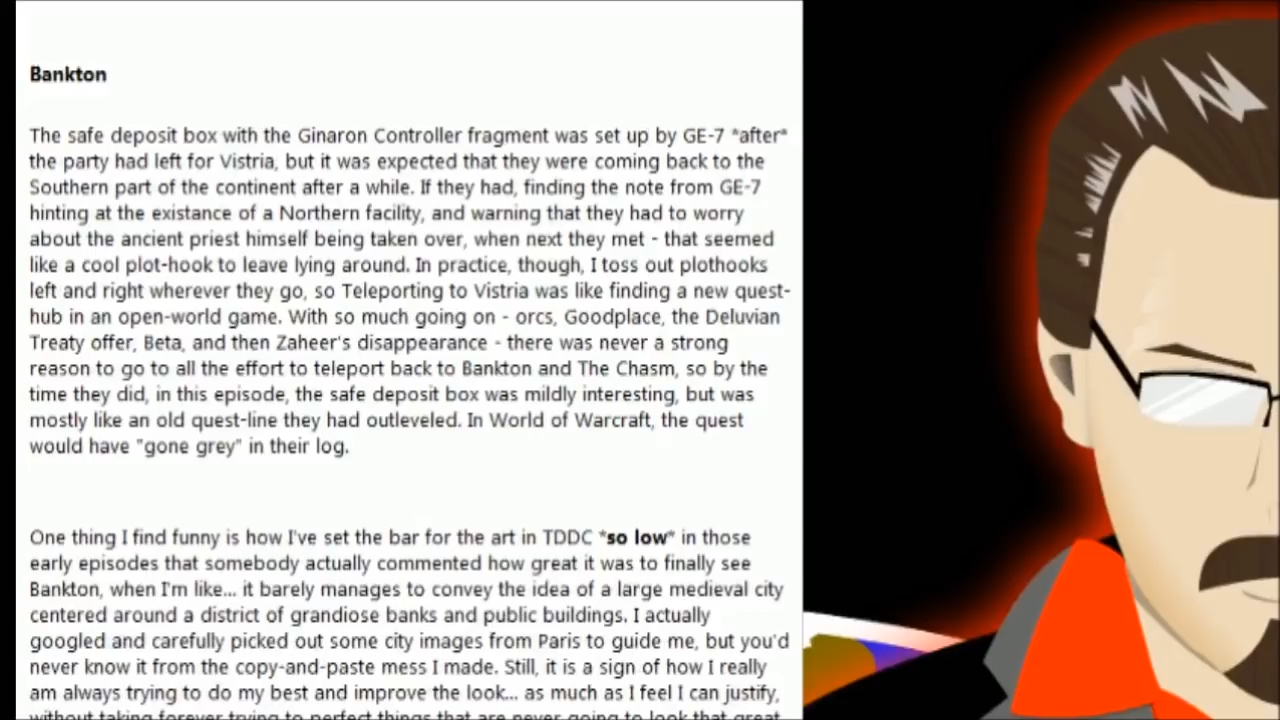 Bankton
The safe deposit box with the Ginaron Controller fragment was set up by GE-7 *after*
the party had left for Vistria, but it was expected that they were coming back to the
Southern part of the continent after a while. If they had, finding the note from GE-7
hinting at the existance of a Northern facility, and warning that they had to worry
about the ancient priest himself being taken over, when next they met - that seemed
like a cool plot-hook to leave lying around. In practice, though, I toss out plothooks
left and right wherever they go, so Teleporting to Vistria was like finding a new quest-
hub in an open-world game. With so much going on - orcs, Goodplace, the Deluvian
Treaty offer, Beta, and then Zaheer's disappearance - there was never a strong
reason to go to all the effort to teleport back to Bankton and The Chasm, so by the
time they did, in this episode, the safe deposit box was mildly interesting, but was
mostly like an old quest-line they had outleveled. In World of Warcraft, the quest
would have "gone grey" in their log.
One thing I find funny is how I've set the bar for the art in TDDC *so low* in those
early episodes that somebody actually commented how great it was to finally see
Bankton, when I'm like... it barely manages to convey the idea of a large medieval city
centered around a district of grandiose banks and public buildings. I actually
googled and carefully picked out some city images from Paris to guide me, but you'd
never know it from the copy-and-paste mess I made. Still, it is a sign of how I really
am always trying to do my best and improve the look... as much as I feel I can justify,
without taking forever trying to perfect things that are never going to look that great